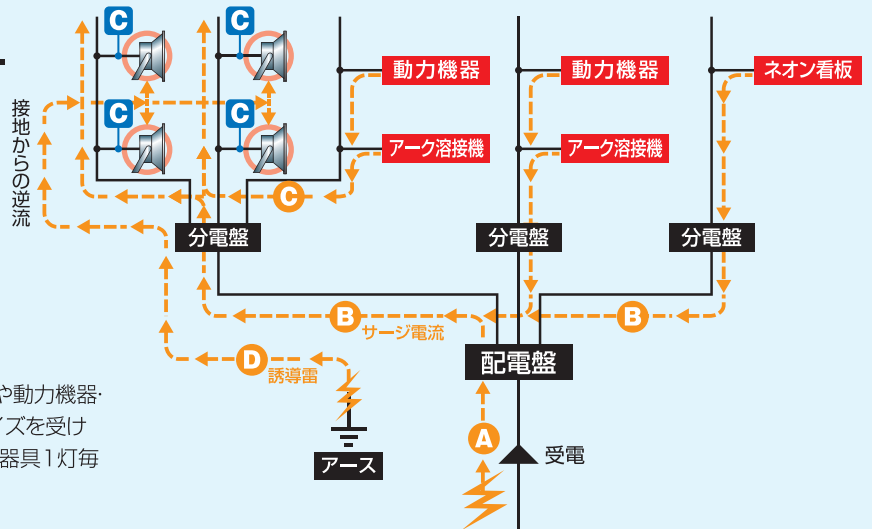 C
C
動力機器
動力機器
ネオン看板
接地からの逆流
C
C
アーク溶接機
アーク溶接機
C
分電盤
分電盤
分電盤
B
サージ電流
B
D
誘導雷
配電盤
や動力機器・
イズを受け
器具1灯毎
A
受電
アース